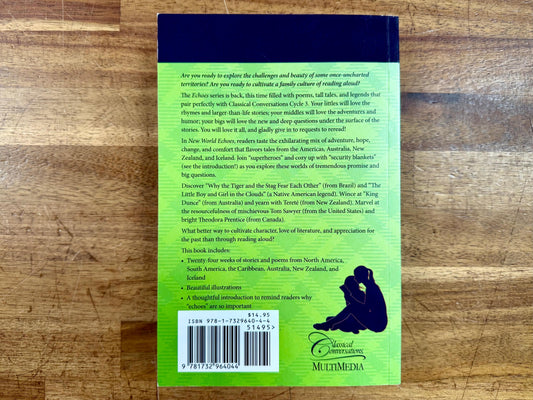 Are you ready to explore the challenges and beauty of some once-uncharted
territories? Are you ready to cultivate a family culture of reading aloud?
The Echoes series is back, this time filled with poems, tall tales, and legends that
pair perfectly with Classical Conversations Cycle 3. Your littles will love the
rhymes and larger-than-life stories; your middles will love the adventures and
humor; your bigs will love the new and deep questions under the surface of the
stories. You will love it all, and gladly give in to requests to reread!
In New World Echoes, readers taste the exhilarating mix of adventure, hope,
change, and comfort that flavors tales from the Americas, Australia, New
Zealand, and Iceland. Join "superheroes" and cozy up with "security blankets"
(see the introduction!) as you explore these worlds of tremendous promise and
big questions.
Discover "Why the Tiger and the Stag Fear Each Other" (from Brazil) and "The
Little Boy and Girl in the Clouds" (a Native American legend). Wince at "King
Dunce" (from Australia) and yearn with Tereté (from New Zealand). Marvel at
the resourcefulness of mischievous Tom Sawyer (from the United States) and
bright Theodora Prentice (from Canada).
What better way to cultivate character, love of literature, and appreciation for
the past than through reading aloud?
This book includes:
• Twenty-four weeks of stories and poems from North America,
South America, the Caribbean, Australia, New Zealand, and
Iceland
• Beautiful illustrations
• A thoughtful introduction to remind readers why
"echoes" are so important
$14.95
ISBN 978-1-7329640-4-4
51495>
9 781732 964044
Classical
Conversations
MULTIMEDIA